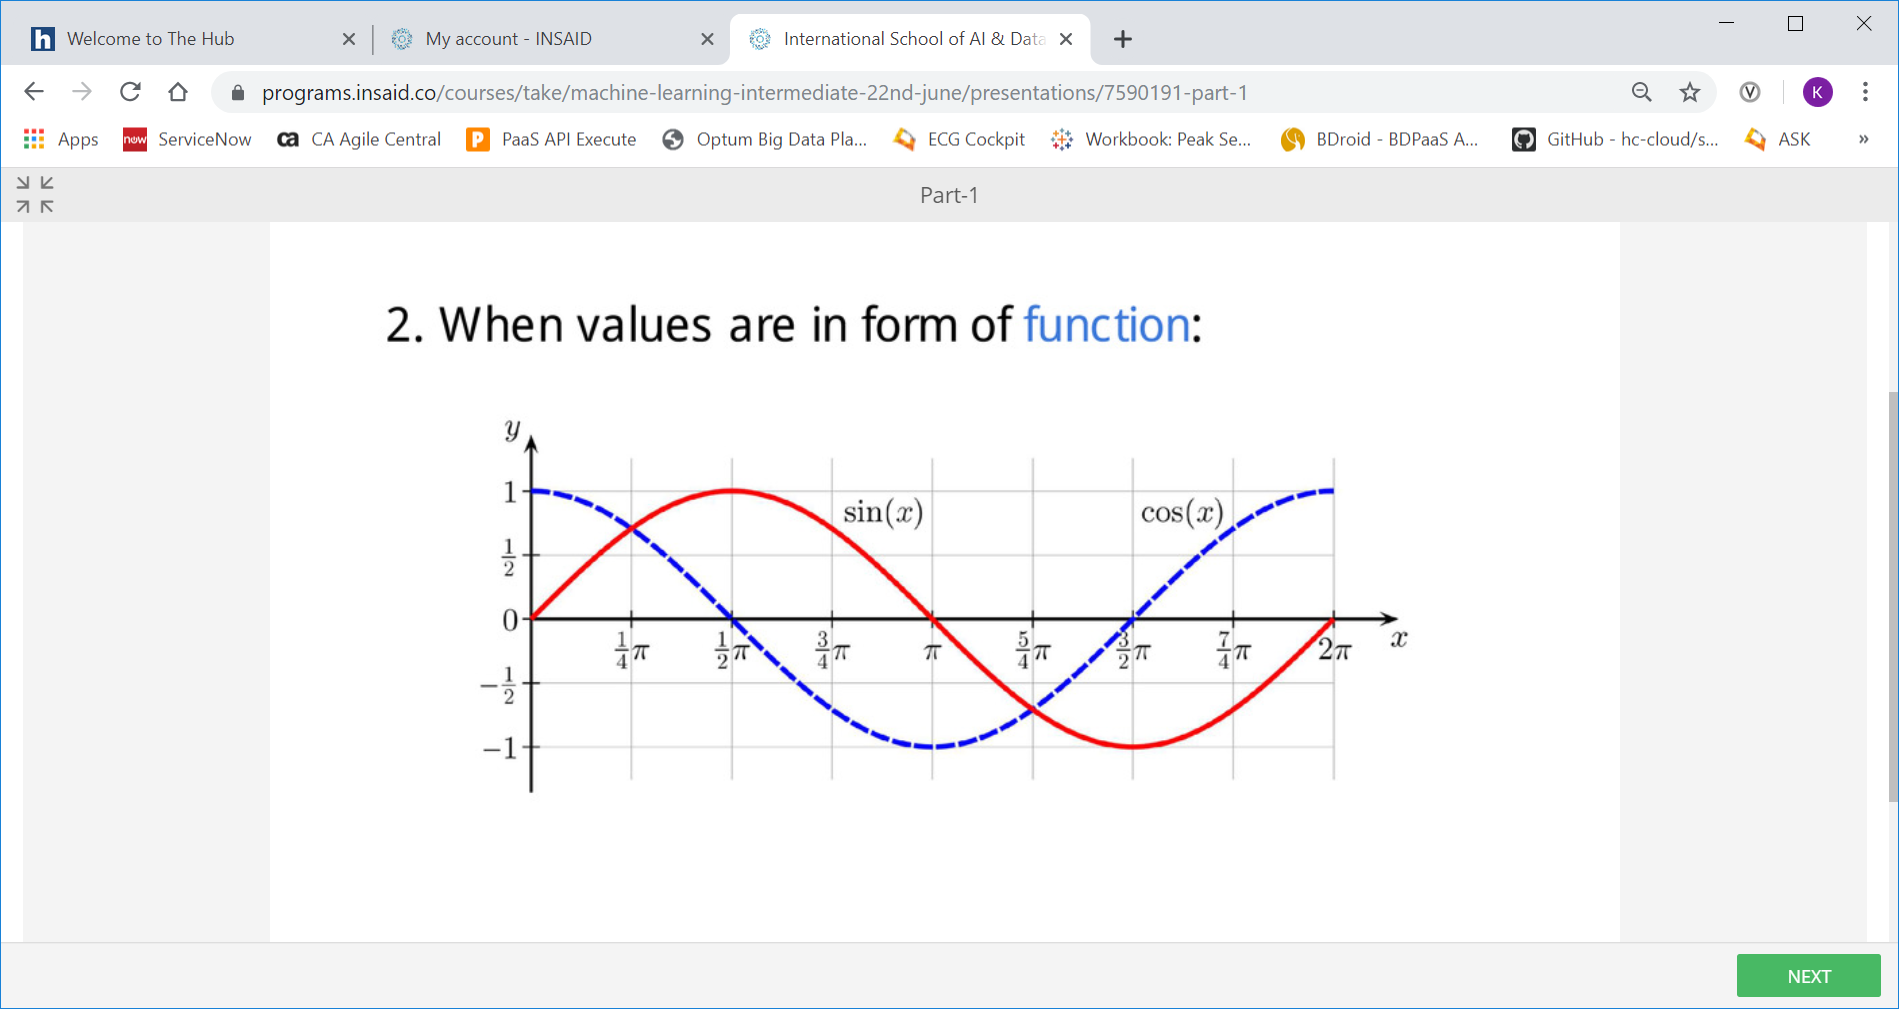 Welcome to The Hub
My account - INSAID
International School of AI & Data
programs.insaid.co/courses/take/machine-learning-intermediate-22nd-june/presentations/7590191-part-1
K
Apps
now ServiceNow
ca CA Agile Central
P PaaS API Execute
Optum Big Data Pla...
ECG Cockpit
Workbook: Peak Se...
BDroid - BDPaaS A...
GitHub - hc-cloud/s...
ASK
»
Part-1
2. When values are in form of function:
y
1
sin(x)
cos(x)
1/2
0
1/4π 1/2π 3/4π π 5/4π 3/2π 7/4π 2π x
−1/2
−1
NEXT